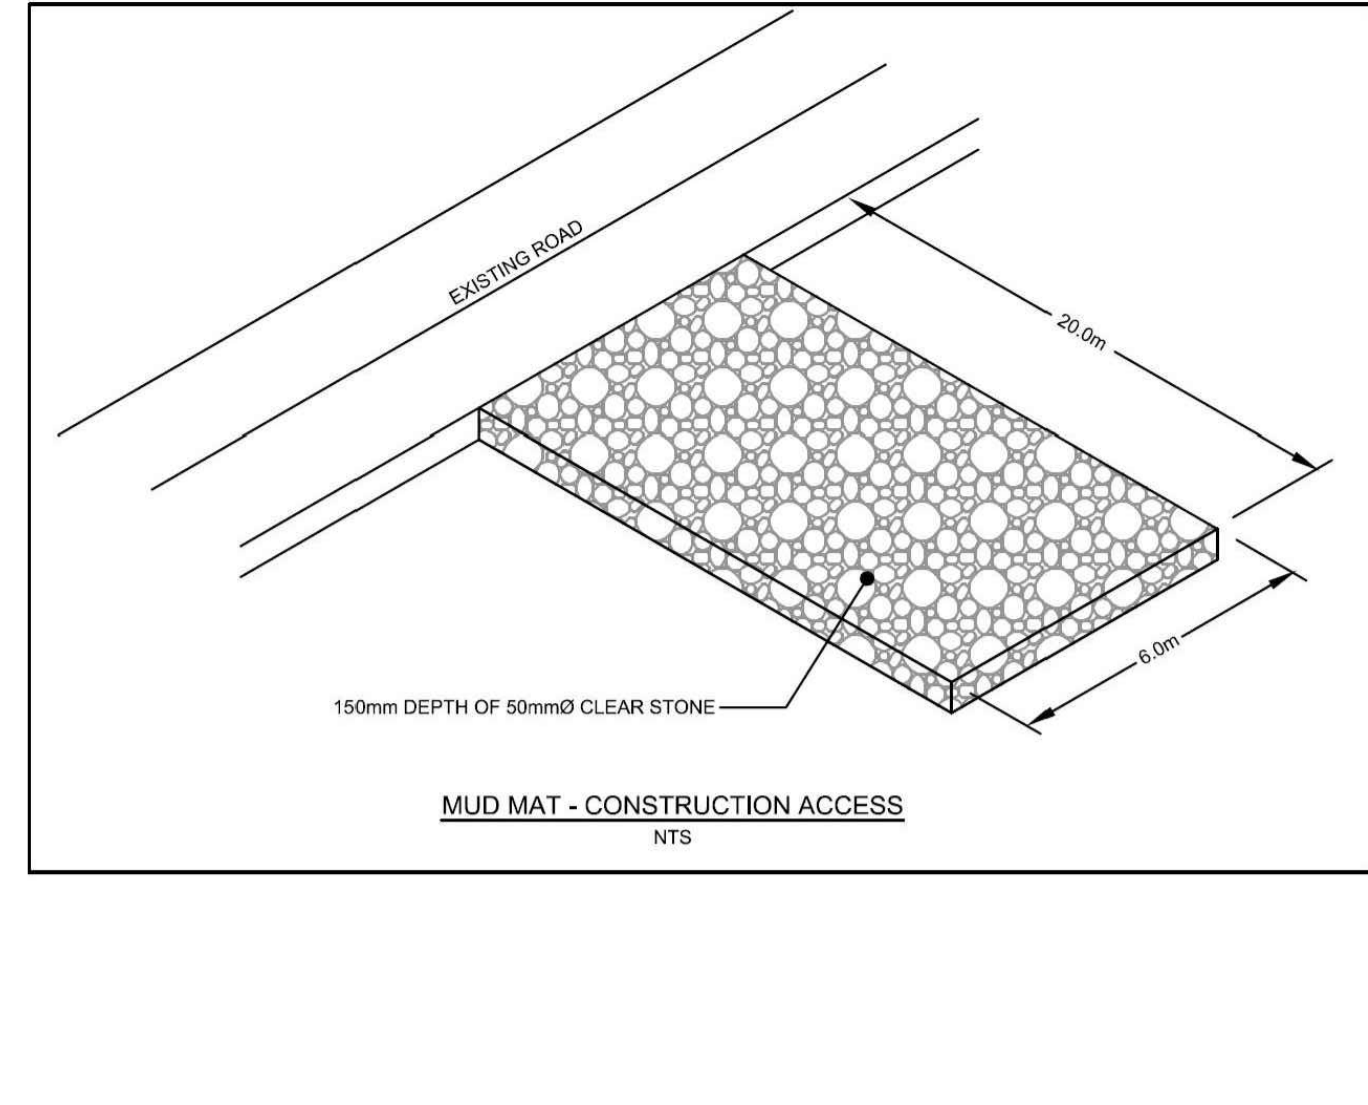 EXISTING ROAD
20.0m
6.0m
150mm DEPTH OF 50mmØ CLEAR STONE
MUD MAT - CONSTRUCTION ACCESS
NTS